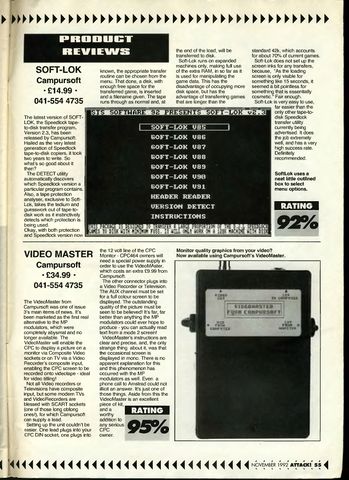 PRODUCT
REVIEWS
SOFT-LOK
Campursoft
· £14.99 ·
041-554 4735
The latest version of SOFT-
LOK, the Speedlock tape-
to-disk transfer program.
Version 2.3, has been
released by Campursoft.
Hailed as the very latest
generation of Speedlock
tape-to-disk copiers, it took
two years to write. So
what's so good about it
then?
The DETECT utility
automatically discovers
which Speedlock version a
particular program contains.
Also, a tape protection
analyser, exclusive to Soft-
Lok, takes the tedium and
guesswork out of tape-to-
disk work as it instinctively
detects which protection is
being used.
Okay, with both protection
and Speedlock version now
known, the appropriate transfer
routine can be chosen from the
menu. That done, a disk, with
enough free space for the
transferred game, is inserted
and a filename given. The tape
runs through as normal and, at
the end of the load, will be
transferred to disk.
Soft-Lok runs on expanded
machines only, making full use
of the extra RAM, in so far as it
is used for manipulating the
game data. This has the
disadvantage of occupying more
disk space, but has the
advantage of transferring games
that are longer than the
standard 42k, which accounts
for about 70% of current games.
Soft Lok does not set up the
screen inks for any transfers,
because, "As the loading
screen is only visible for
something like 15 seconds, it
seemed a bit pointless for
something that is essentially
cosmetic." Fair enough.
Soft-Lok is very easy to use,
far easier than the
only other tape-to-
disk Speedlock
transfer utility
currently being
advertised. It does
the job extremely
well, and has a very
high success rate.
Definitely
recommended.
SoftLok uses a
neat little outlined
box to select
menu options.
RATING
92%
STS SOFTWARE 92 PRESENTS SOFT-LOK v2.3
SOFT-LOK V85
SOFT-LOK V86
SOFT-LOK V87
SOFT-LOK V88
SOFT-LOK V89
SOFT-LOK V90
SOFT-LOK V91
HEADER READER
VERSION DETECT
INSTRUCTIONS
VIDEO MASTER
Campursoft
· £34.99 ·
041-554 4735
The VideoMaster from
Campursoft was one of issue
3's main items of news. It's
been marketed as the first real
alternative to the MP
modulators, which were
completely abysmal and no
longer available. The
VideoMaster will enable the
CPC to display a picture on a
monitor via Composite Video
sockets or on TV via a Video
Recorder's composite input,
enabling the CPC screen to be
recorded onto videotape - ideal
for video titling!
Not all Video recorders or
Televisions have composite
input, but some modern TVs
and VideoRecorders are
blessed with SCART sockets
(one of those long oblong
ones!), for which Campursoft
can supply a lead.
Setting up the unit couldn't be
easier. One lead plugs into your
CPC DIN socket, one plugs into
the 12 volt line of the CPC
Monitor - CPC464 owners will
need a special power supply in
order to use the VideoMaster,
which costs an extra £9.99 from
Campursoft.
The other connector plugs into
a Video Recorder or Television.
The AUX channel must be set
for a full colour screen to be
displayed. The outstanding
quality of the picture must be
seen to be believed! It's far, far
better than anything the MP
modulators could ever hope to
produce - you can actually read
text from a mode 2 screen!
VideoMaster's instructions are
clear and precise, and the only
strange thing about it, was that
the occasional screen is
displayed in mono. There is no
apparent explanation for this
and this phenomenon has
occurred with the MP
modulators as well. Even a
phone call to Amstrad could not
illicit an answer. It's just one of
those things. Aside from this the
VideoMaster is an excellent
piece of kit,
and a
worthy
addition to
any serious
CPC
owner.
RATING
95%
Monitor quality graphics from your video?
Now available using Campursoft's VideoMaster.
VIDEOMASTER
FROM CAMPURSOFT
NOVEMBER 1992 ATTACK! 55